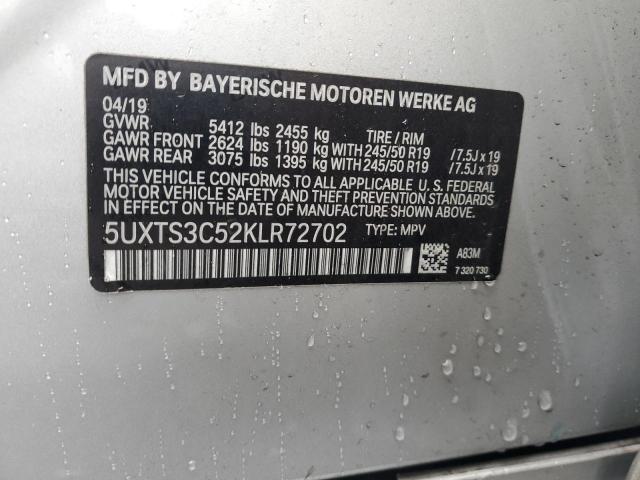 MFD BY BAYERISCHE MOTOREN WERKE AG
04/19
GVWR 5412 lbs 2455 kg TIRE / RIM
GAWR FRONT 2624 lbs 1190 kg WITH 245/50 R19 /7.5J x 19
GAWR REAR 3075 lbs 1395 kg WITH 245/50 R19 /7.5J x 19
THIS VEHICLE CONFORMS TO ALL APPLICABLE U.S. FEDERAL
MOTOR VEHICLE SAFETY AND THEFT PREVENTION STANDARDS
IN EFFECT ON THE DATE OF MANUFACTURE SHOWN ABOVE.
5UXTS3C52KLR72702 TYPE: MPV
A83M
7 320 730